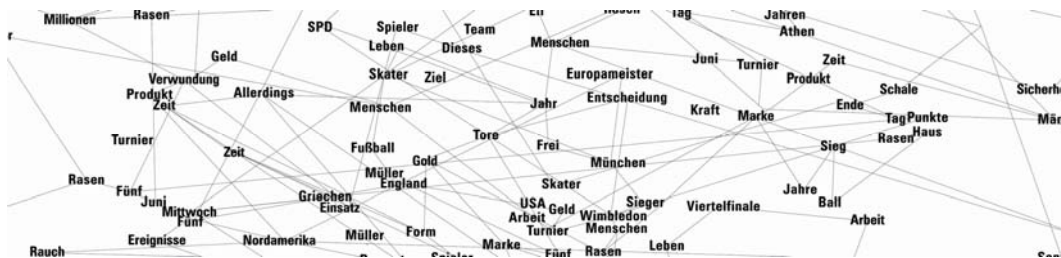 Millionen
Rasen
SPD
Spieler
Team
Tag
Jahren
Athen
Leben
Dieses
Menschen
Geld
Juni
Turnier
Zeit
Verwundung
Skater
Ziel
Europameister
Produkt
Produkt
Allerdings
Menschen
Jahr
Entscheidung
Schale
Zeit
Kraft
Marke
Ende
Tag
Punkte
Turnier
Tore
Rasen
Haus
Zeit
Fußball
Frei
Sieg
Gold
München
Rasen
Müller
England
Skater
Fünf
Juni
Griechen
Einsatz
Jahre
Mittwoch
Fünf
USA
Geld
Sieger
Viertelfinale
Ball
Arbeit
Wimbledon
Arbeit
Ereignisse
Nordamerika
Müller
Form
Turnier
Menschen
Rauch
Marke
Fünf
Rasen
Leben
Spieler